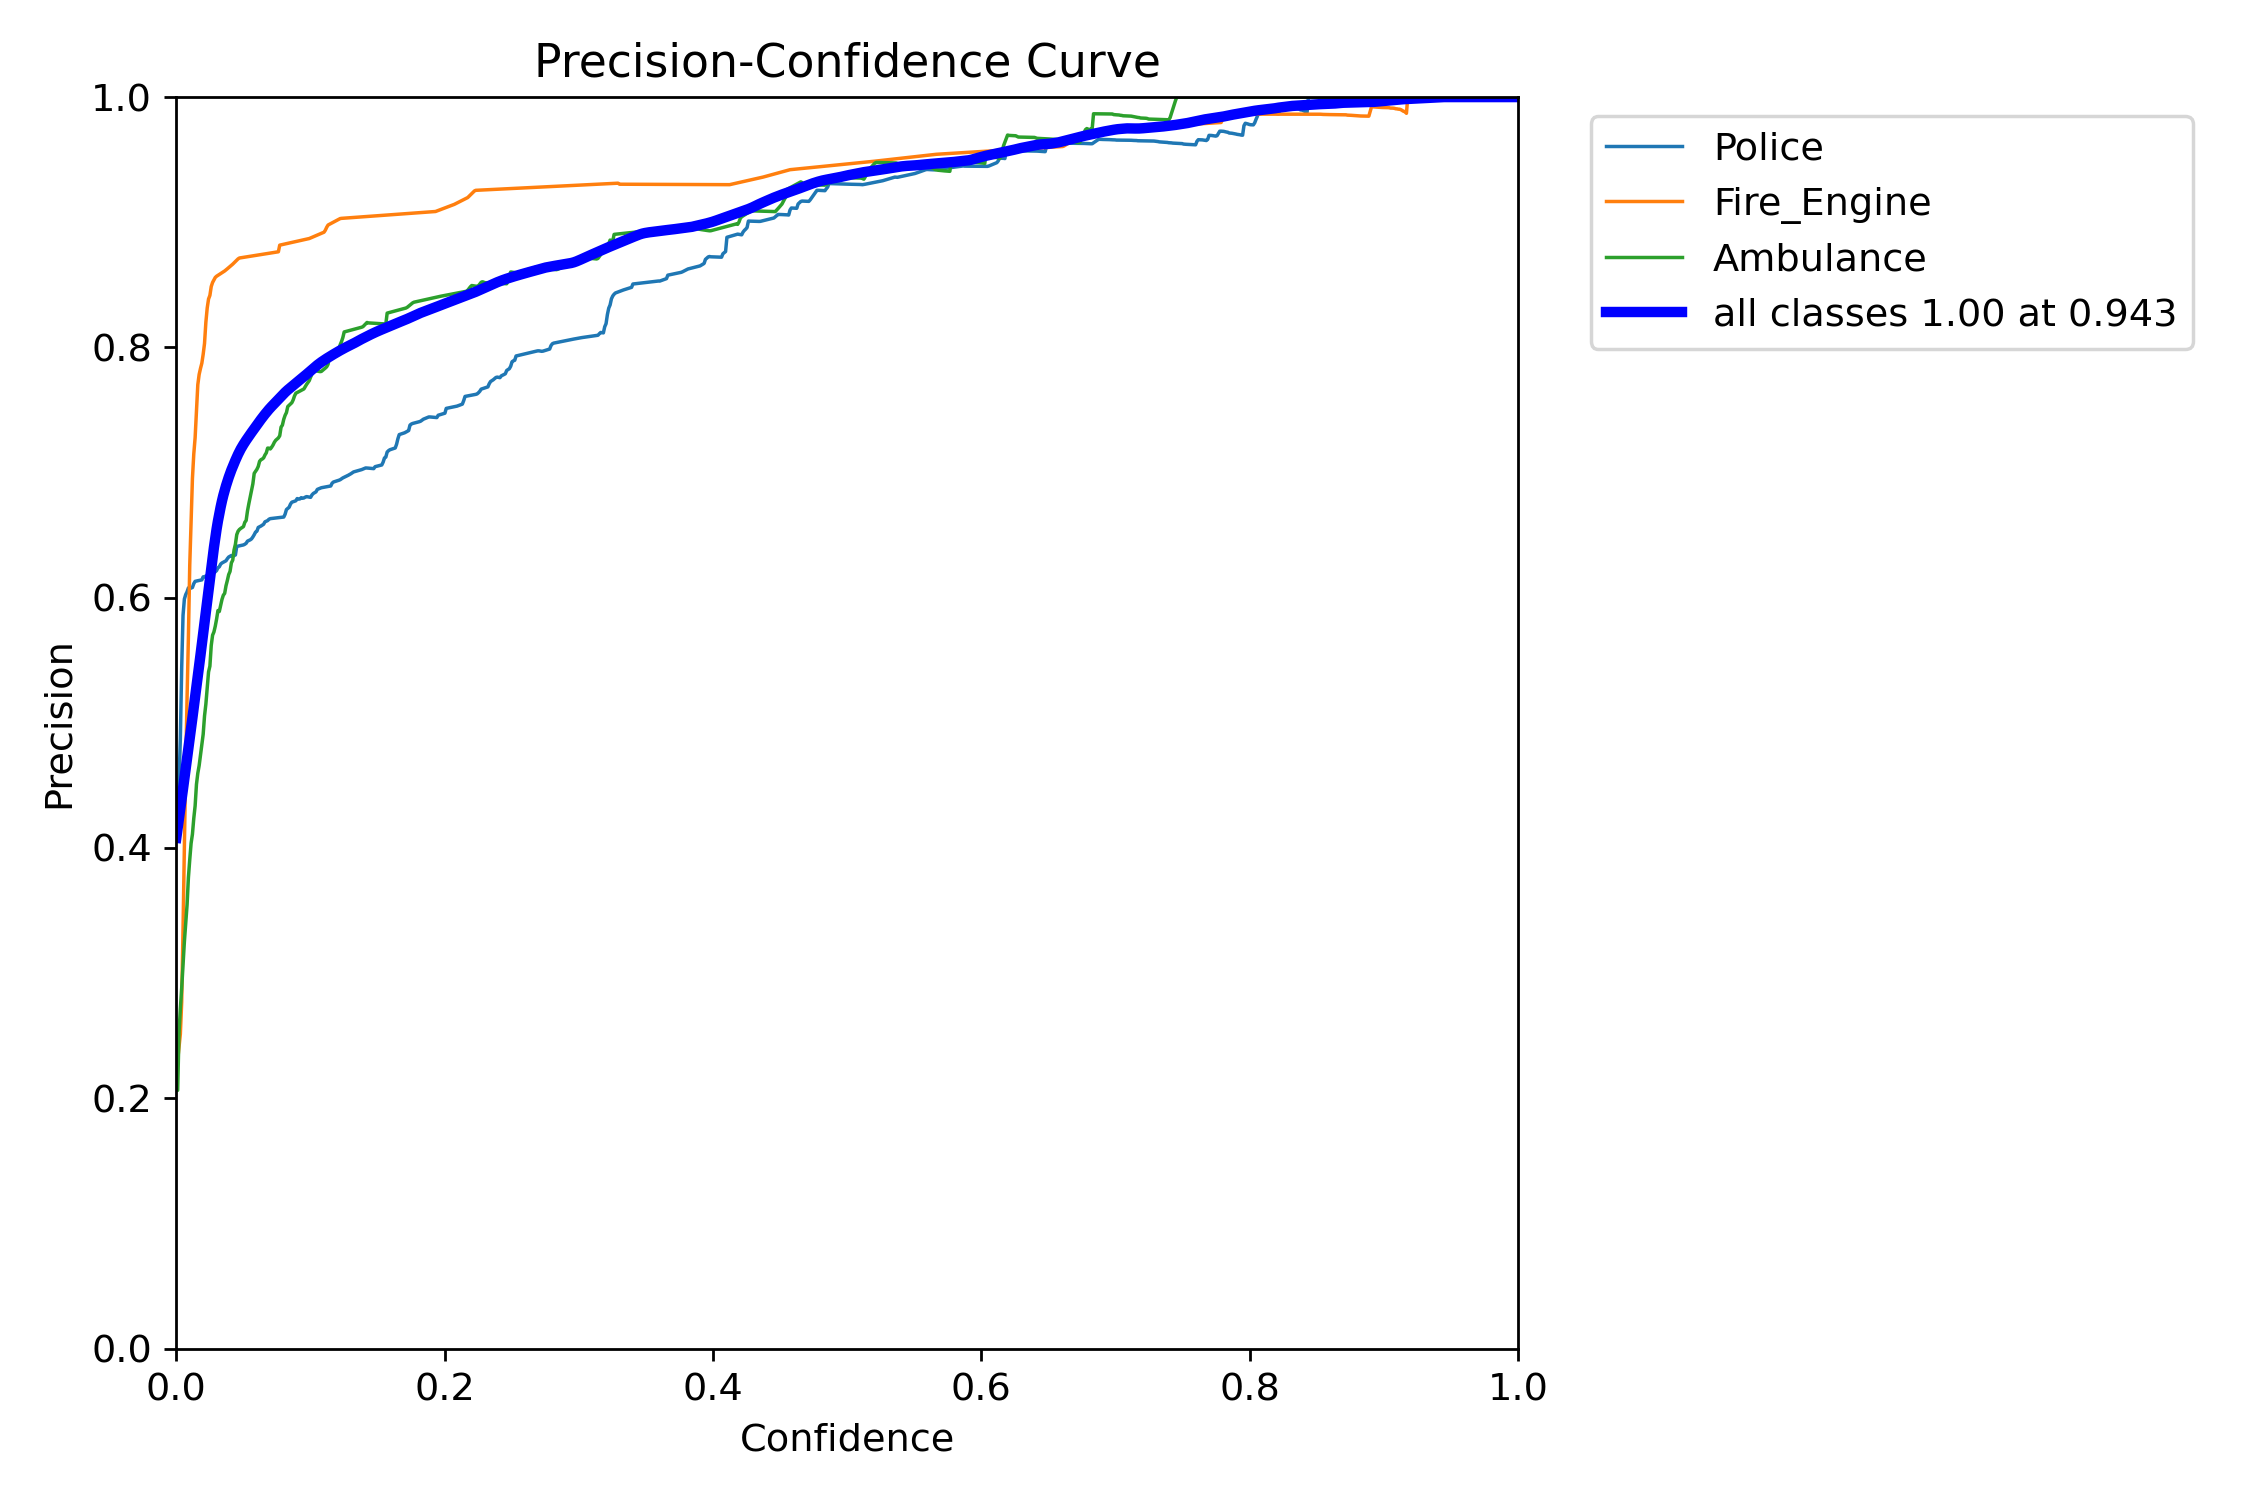 Precision-Confidence Curve
1.0
0.8
0.6
0.4
0.2
0.0
Precision
0.0 0.2 0.4 0.6 0.8 1.0
Confidence
Police
Fire_Engine
Ambulance
all classes 1.00 at 0.943